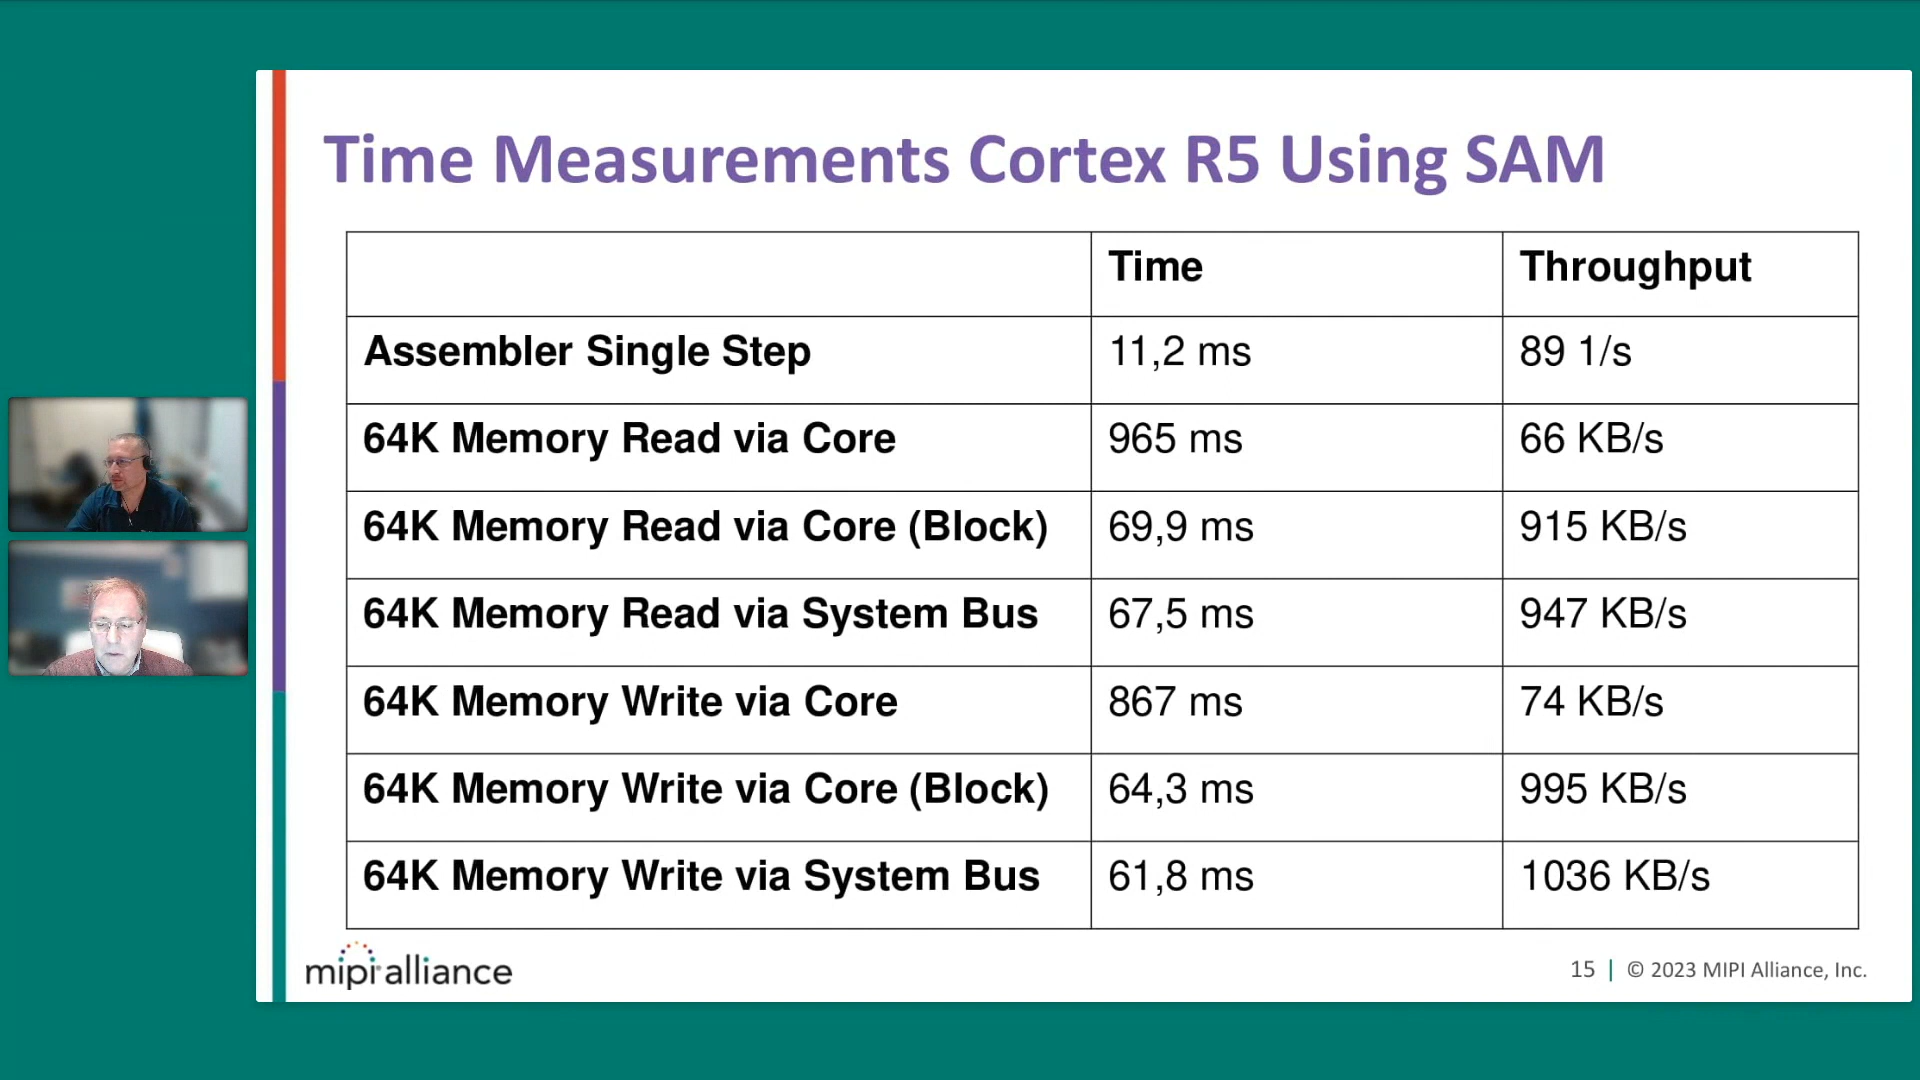 Time Measurements Cortex R5 Using SAM
Time Throughput
Assembler Single Step 11,2 ms 89 1/s
64K Memory Read via Core 965 ms 66 KB/s
64K Memory Read via Core (Block) 69,9 ms 915 KB/s
64K Memory Read via System Bus 67,5 ms 947 KB/s
64K Memory Write via Core 867 ms 74 KB/s
64K Memory Write via Core (Block) 64,3 ms 995 KB/s
64K Memory Write via System Bus 61,8 ms 1036 KB/s
mipi alliance
15 | © 2023 MIPI Alliance, Inc.